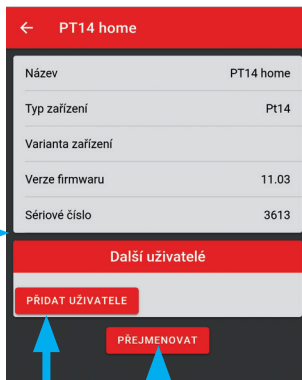 ← PT14 home
Název PT14 home
Typ zařízení Pt14
Varianta zařízení
Verze firmwaru 11.03
Sériové číslo 3613
Další uživatelé
PŘIDAT UŽIVATELE
PŘEJMENOVAT